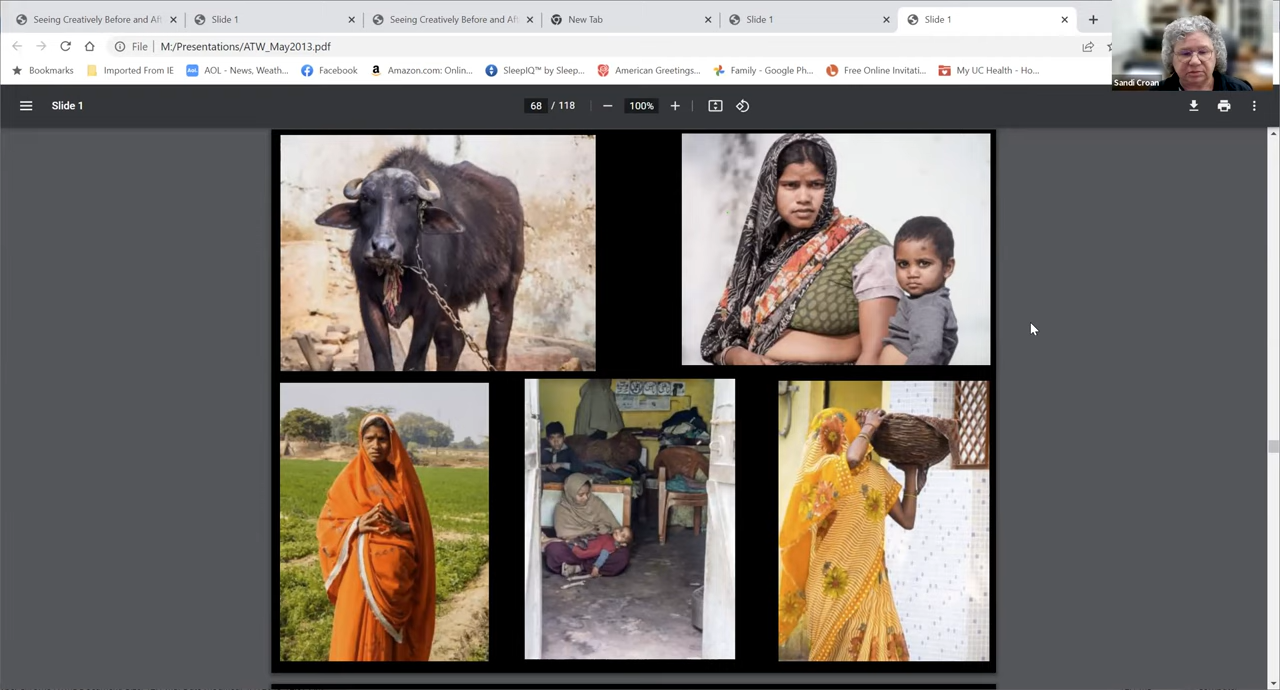 Seeing Creatively Before and Af
Slide 1
Seeing Creatively Before and Af
New Tab
Slide 1
Slide 1
File
M:/Presentations/ATW_May2013.pdf
Bookmarks
Imported From IE
Aol.
AOL - News, Weath...
Facebook
Amazon.com: Onlin...
SleepIQ™ by Sleep...
American Greetings...
Family - Google Ph...
Free Online Invitati...
My UC Health - Ho...
Sandi Croan
Slide 1
68 / 118
100%